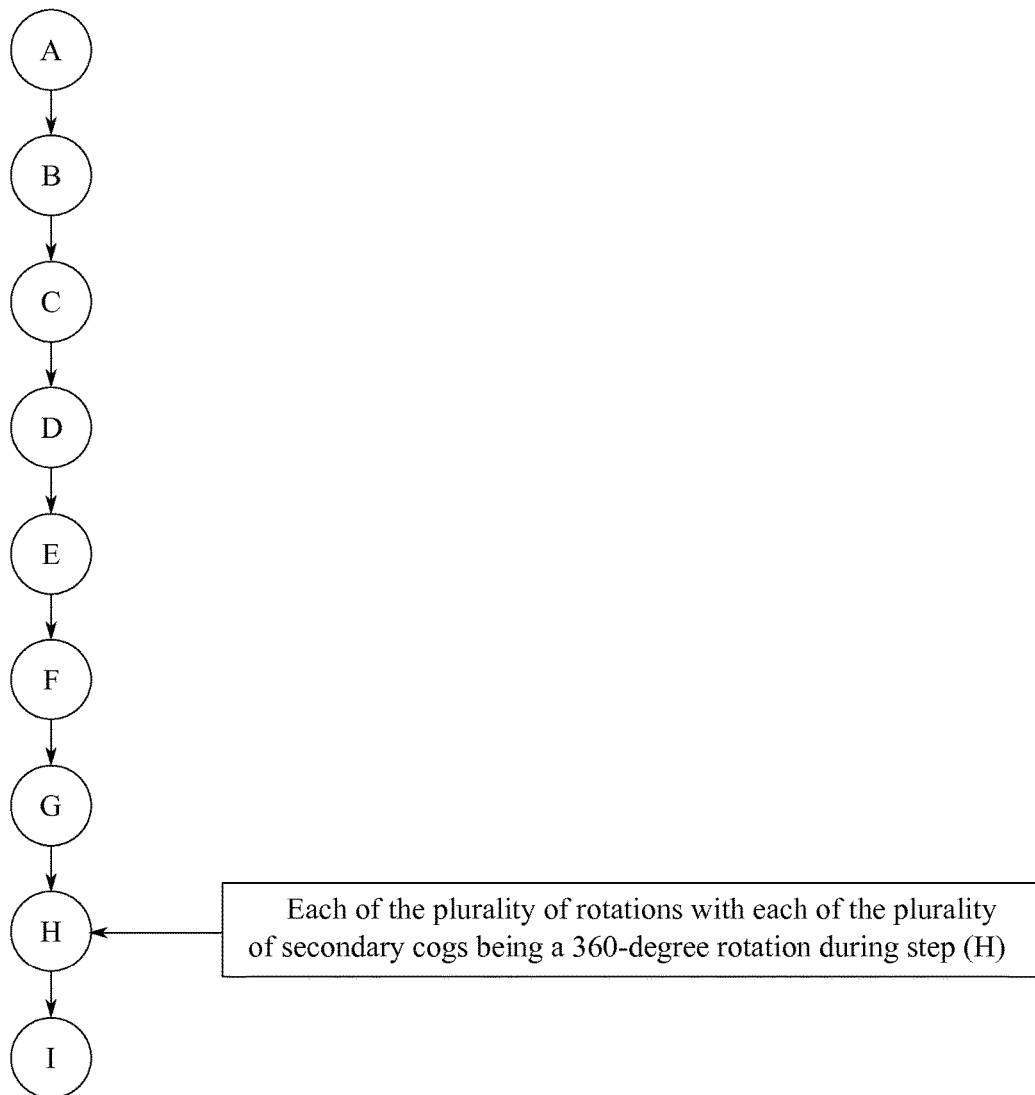 A
B
C
D
E
F
G
H
Each of the plurality of rotations with each of the plurality
of secondary cogs being a 360-degree rotation during step (H)
I